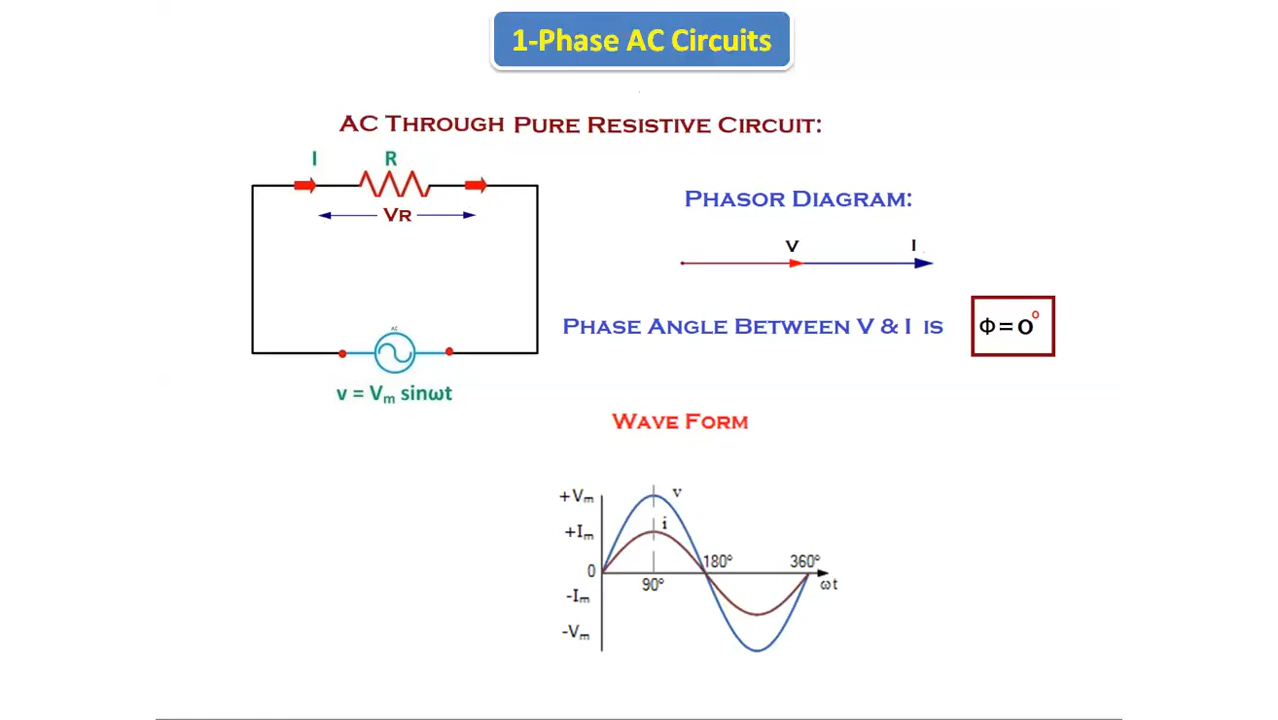 1-Phase AC Circuits
AC Through Pure Resistive Circuit:
I
R
VR
AC
v = Vm sinωt
Phasor Diagram:
V
I
Phase Angle Between V & I is
Φ = 0°
Wave Form
+Vm
v
+Im
i
180°
360°
0
90°
ωt
-Im
-Vm